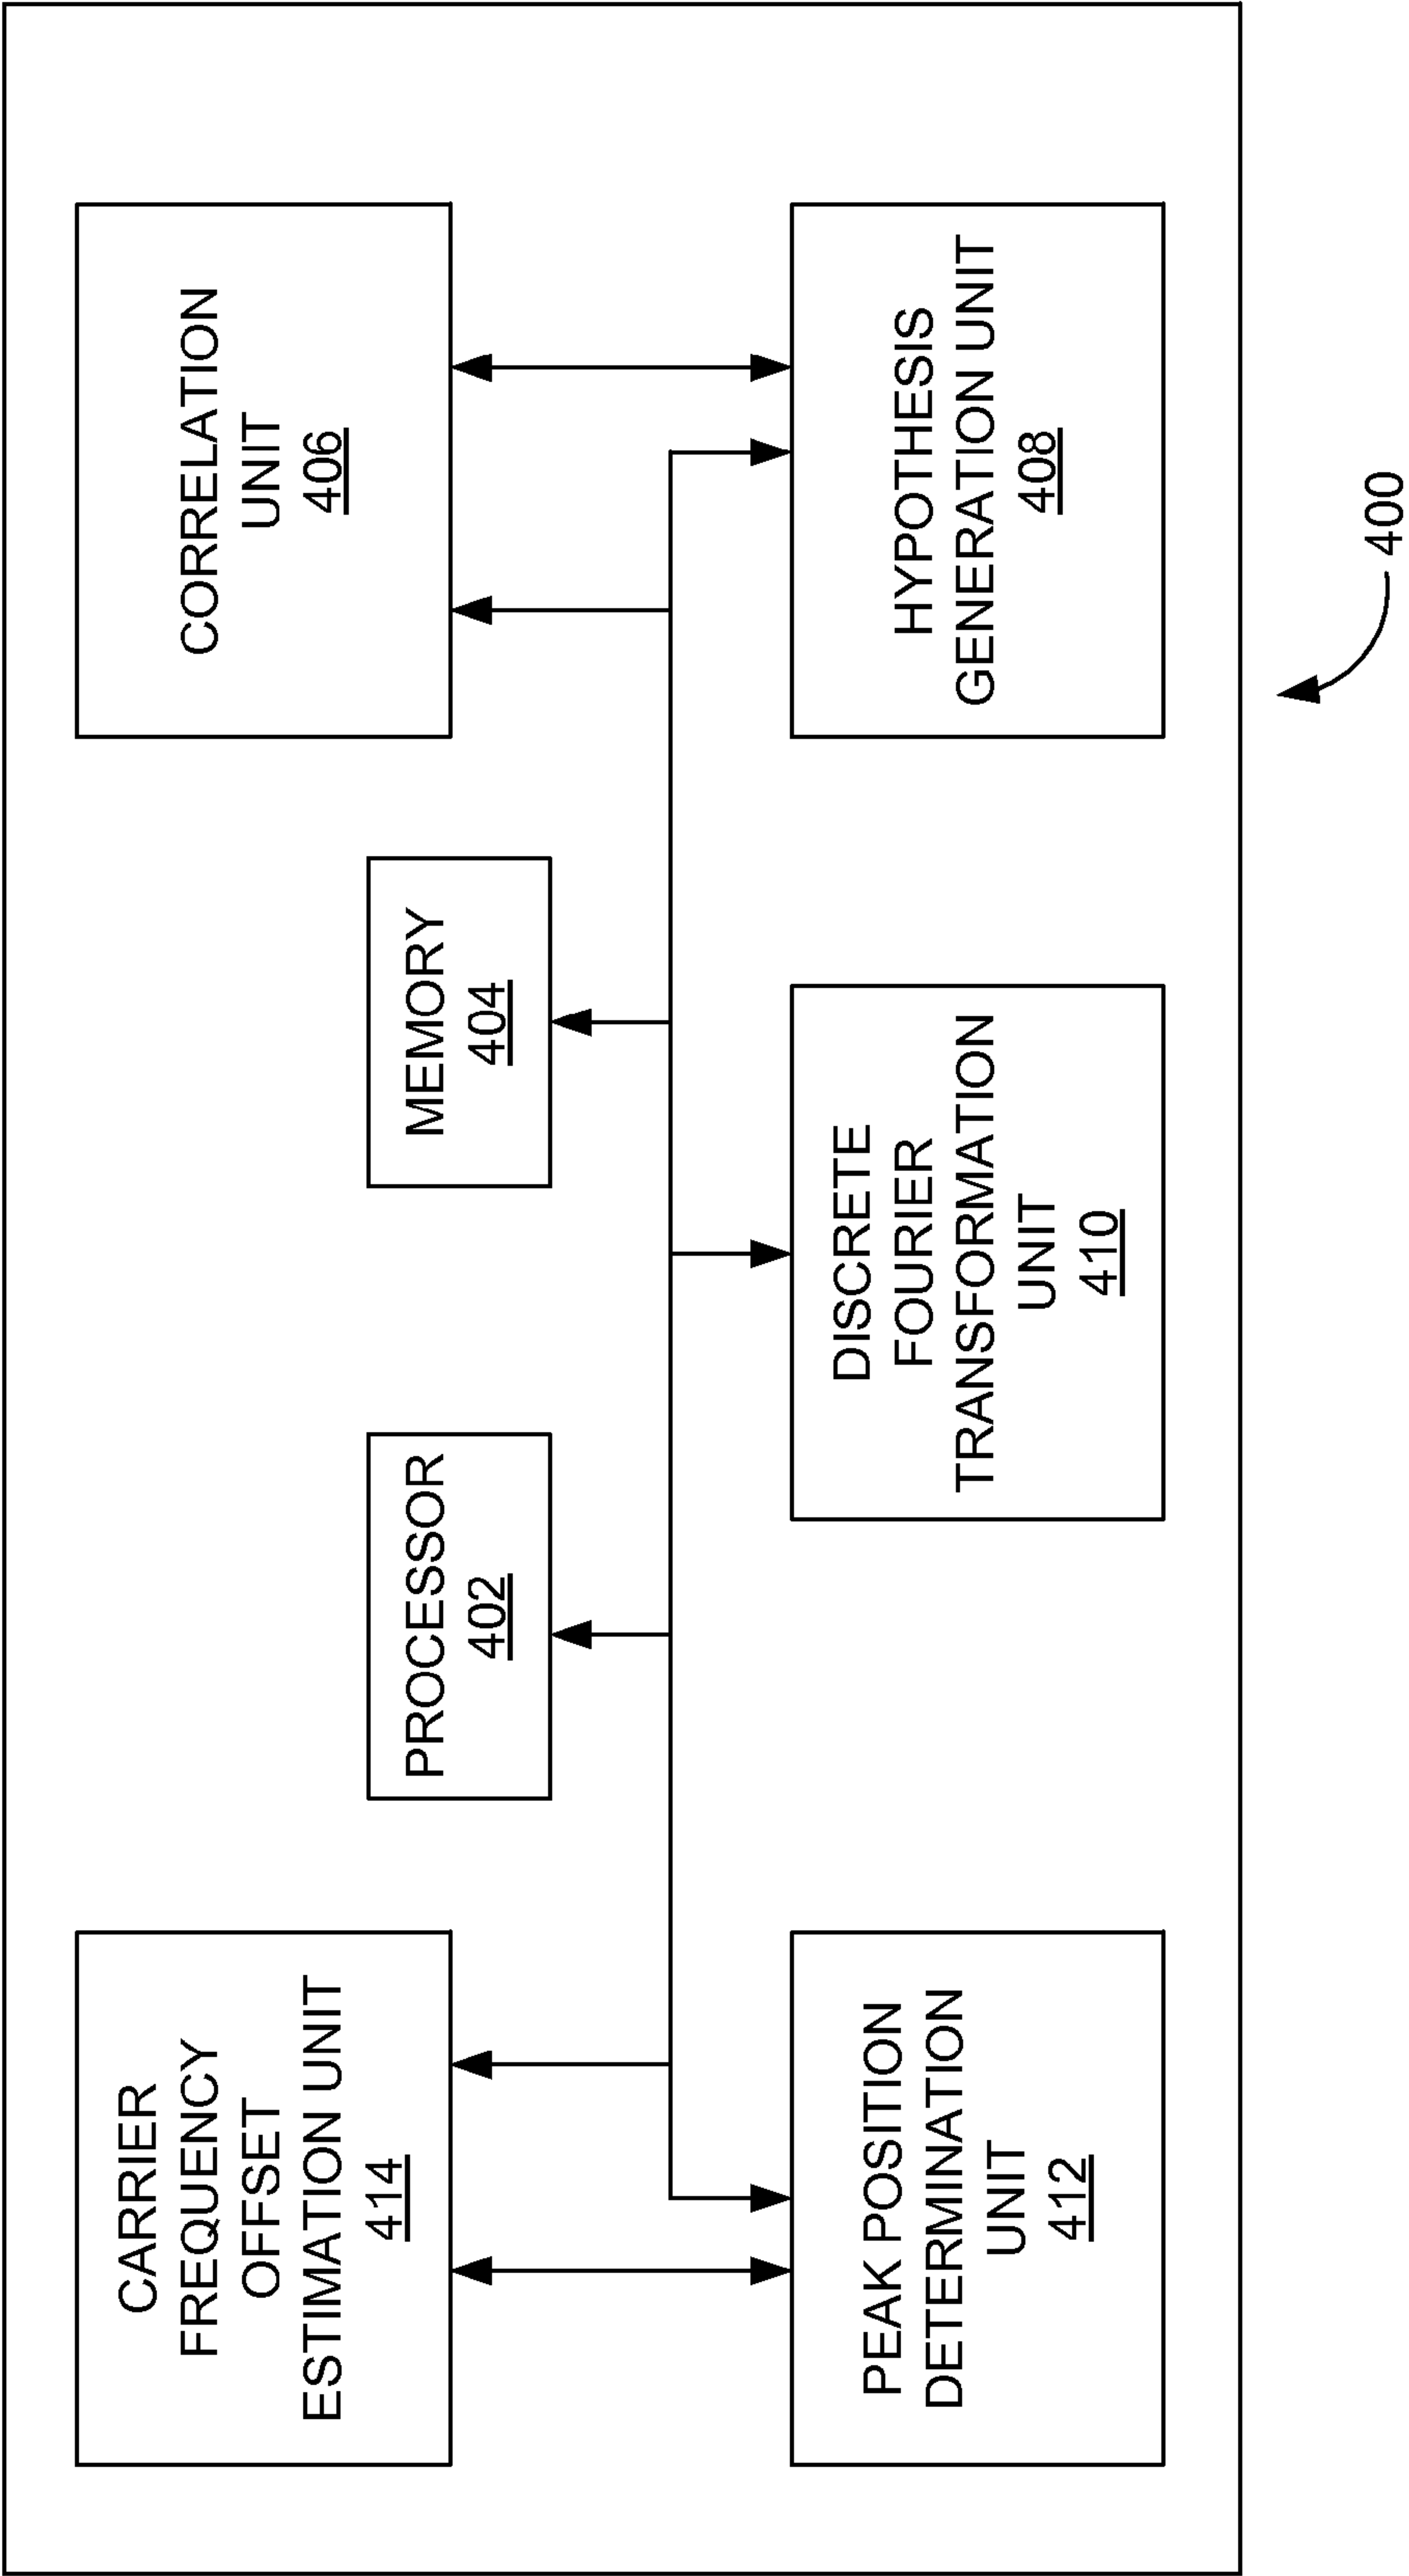 CARRIER
FREQUENCY
OFFSET
ESTIMATION UNIT
414
PROCESSOR
402
MEMORY
404
CORRELATION
UNIT
406
PEAK POSITION
DETERMINATION
UNIT
412
DISCRETE
FOURIER
TRANSFORMATION
UNIT
410
HYPOTHESIS
GENERATION UNIT
408
400